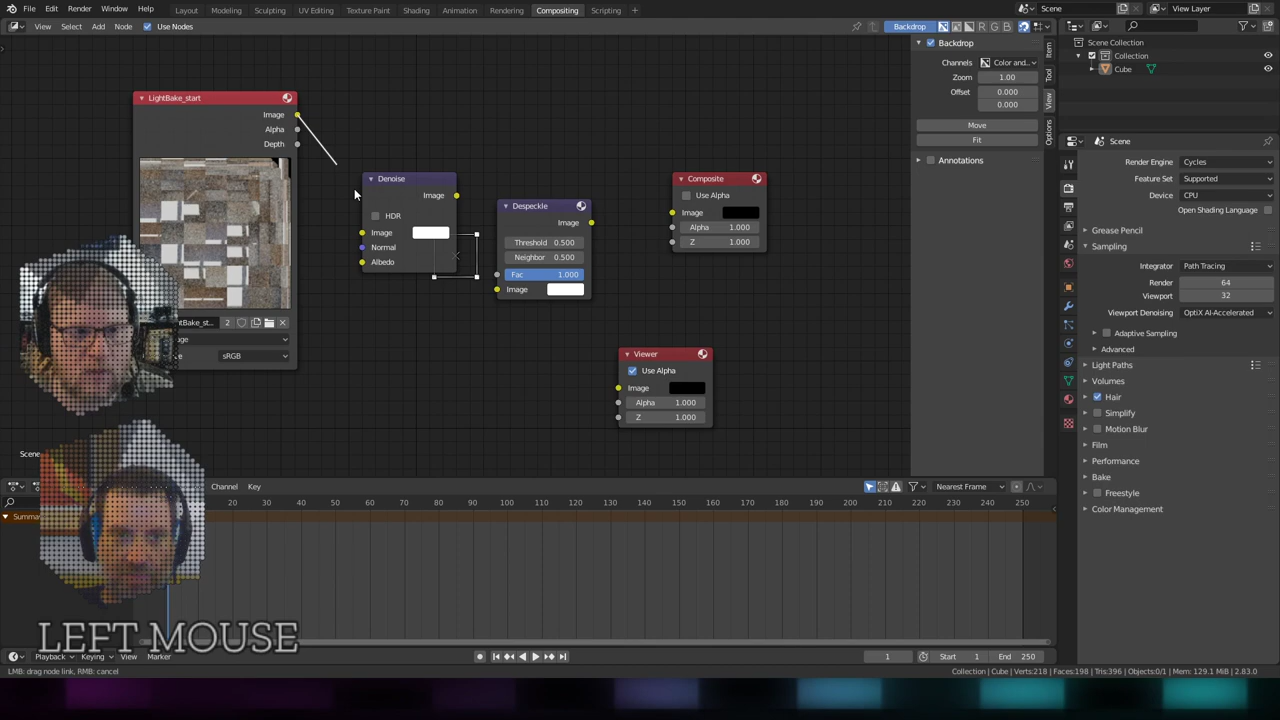 File Edit Render Window Help
Layout Modeling Sculpting UV Editing Texture Paint Shading Animation Rendering Compositing Scripting +
Scene
View Layer
View Select Add Node Use Nodes
Backdrop
R G B
Scene Collection
Collection
Cube
Backdrop
Channels Color and...
Zoom 1.00
Offset 0.000
0.000
Move
Fit
Annotations
Item
Tool
View
Options
LightBake_start
Image
Alpha
Depth
2
sRGB
Denoise
Image
HDR
Image
Normal
Albedo
Despeckle
Image
Threshold 0.500
Neighbor 0.500
Fac 1.000
Image
Composite
Use Alpha
Image
Alpha 1.000
Z 1.000
Viewer
Use Alpha
Image
Alpha 1.000
Z 1.000
Scene
Render Engine Cycles
Feature Set Supported
Device CPU
Open Shading Language
Grease Pencil
Sampling
Integrator Path Tracing
Render 64
Viewport 32
Viewport Denoising OptiX AI-Accelerated
Adaptive Sampling
Advanced
Light Paths
Volumes
Hair
Simplify
Motion Blur
Film
Performance
Bake
Freestyle
Color Management
Channel Key
Nearest Frame
20 30 40 50 60 70 80 90 100 110 120 130 140 150 160 170 180 190 200 210 220 230 240 250
LEFT MOUSE
Playback Keying View Marker
1
Start 1
End 250
LMB: drag node link, RMB: cancel
Collection | Cube | Verts:218 | Faces:198 | Tris:396 | Objects:0/1 | Mem: 129.1 MiB | 2.83.0